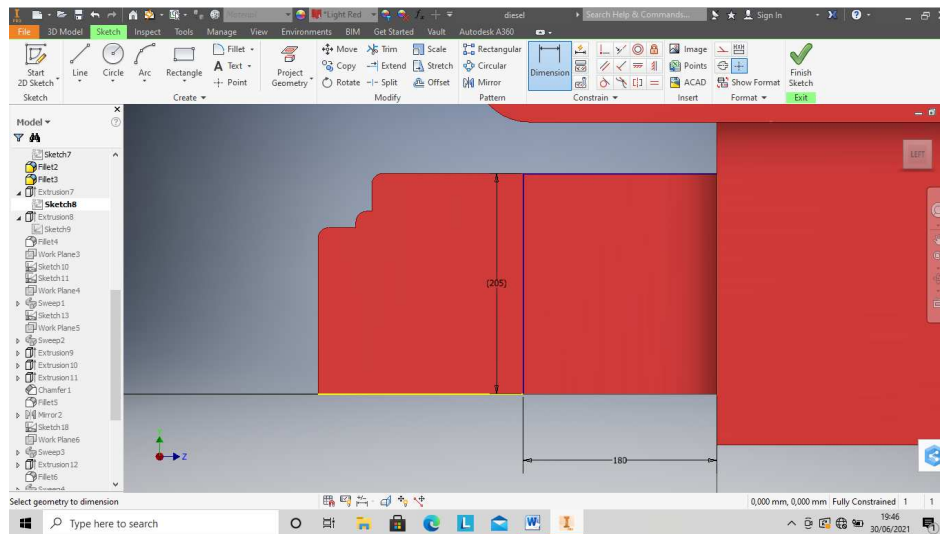 PRO
Material
*Light Red
diesel
Search Help & Commands...
Sign In
File 3D Model Sketch Inspect Tools Manage View Environments BIM Get Started Vault Autodesk A360
Start
2D Sketch
Line
Circle
Arc
Rectangle
Fillet
A Text
Point
Project
Geometry
Move Trim Scale
Copy Extend Stretch
Rotate Split Offset
Rectangular
Circular
Mirror
Dimension
Image
Points
ACAD
Show Format
Finish
Sketch
Sketch Create Modify Pattern Constrain Insert Format Exit
Model
Sketch7
Fillet2
Fillet3
Extrusion7
Sketch8
Extrusion8
Sketch9
Fillet4
Work Plane3
Sketch10
Sketch11
Work Plane4
Sweep1
Sketch13
Work Plane5
Sweep2
Extrusion9
Extrusion10
Extrusion11
Chamfer1
Fillet5
Mirror2
Sketch18
Work Plane6
Sweep3
Extrusion12
Fillet6
Sweep4
LEFT
(205)
180
Y
Z
Select geometry to dimension
0,000 mm, 0,000 mm Fully Constrained 1 1
Type here to search
L
W
I
19:46
30/06/2021
1